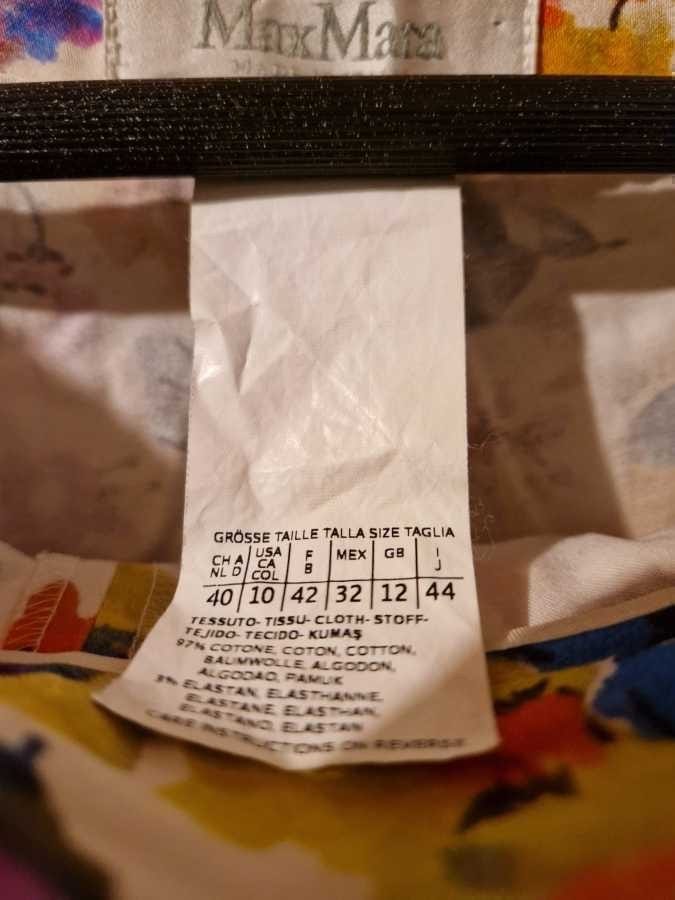 MaxMara
GRÖSSE TAILLE TALLA SIZE TAGLIA
CH A NL D | USA CA COL | F B | MEX | GB | I J
40 | 10 | 42 | 32 | 12 | 44
TESSUTO- TISSU- CLOTH- STOFF-
TEJIDO- TECIDO- KUMAŞ
97% COTONE, COTON, COTTON,
BAUMWOLLE, ALGODON,
ALGODAO, PAMUK
3% ELASTAN, ELASTHANNE,
ELASTANE, ELASTHAN,
ELASTANO, ELASTAN
CARE INSTRUCTIONS ON REVERSE